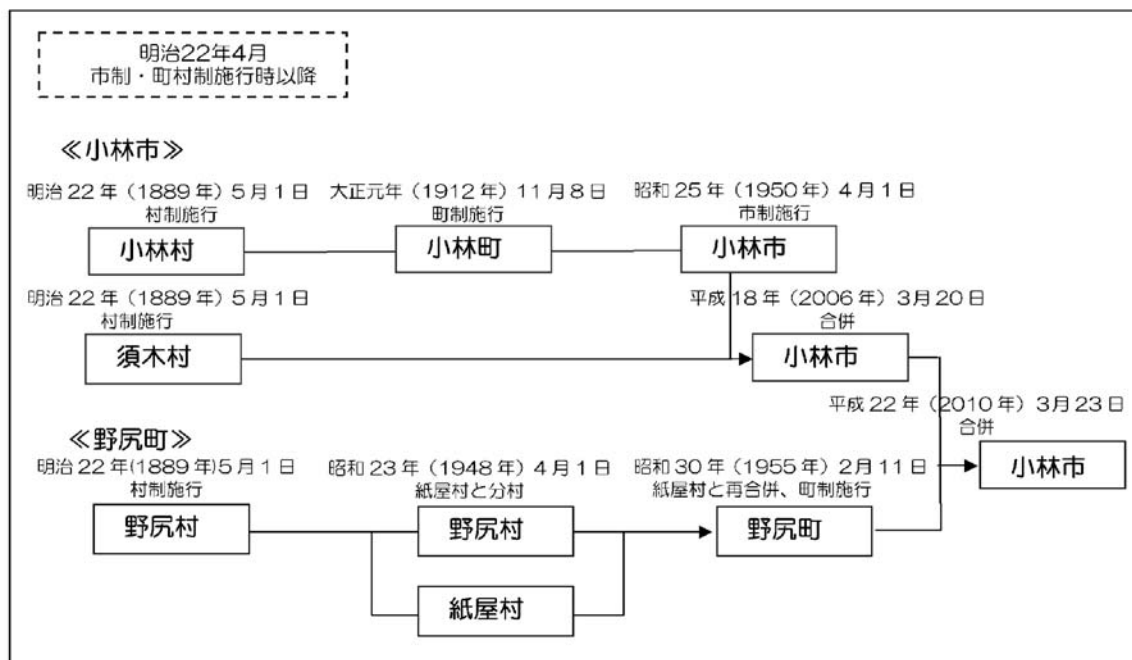 明治22年4月
市制・町村制施行時以降
≪小林市≫
明治22年（1889年）5月1日
村制施行
小林村
大正元年（1912年）11月8日
町制施行
小林町
昭和25年（1950年）4月1日
市制施行
小林市
明治22年（1889年）5月1日
村制施行
須木村
平成18年（2006年）3月20日
合併
小林市
平成22年（2010年）3月23日
合併
小林市
≪野尻町≫
明治22年(1889年)5月1日
村制施行
野尻村
昭和23年（1948年）4月1日
紙屋村と分村
野尻村
紙屋村
昭和30年（1955年）2月11日
紙屋村と再合併、町制施行
野尻町